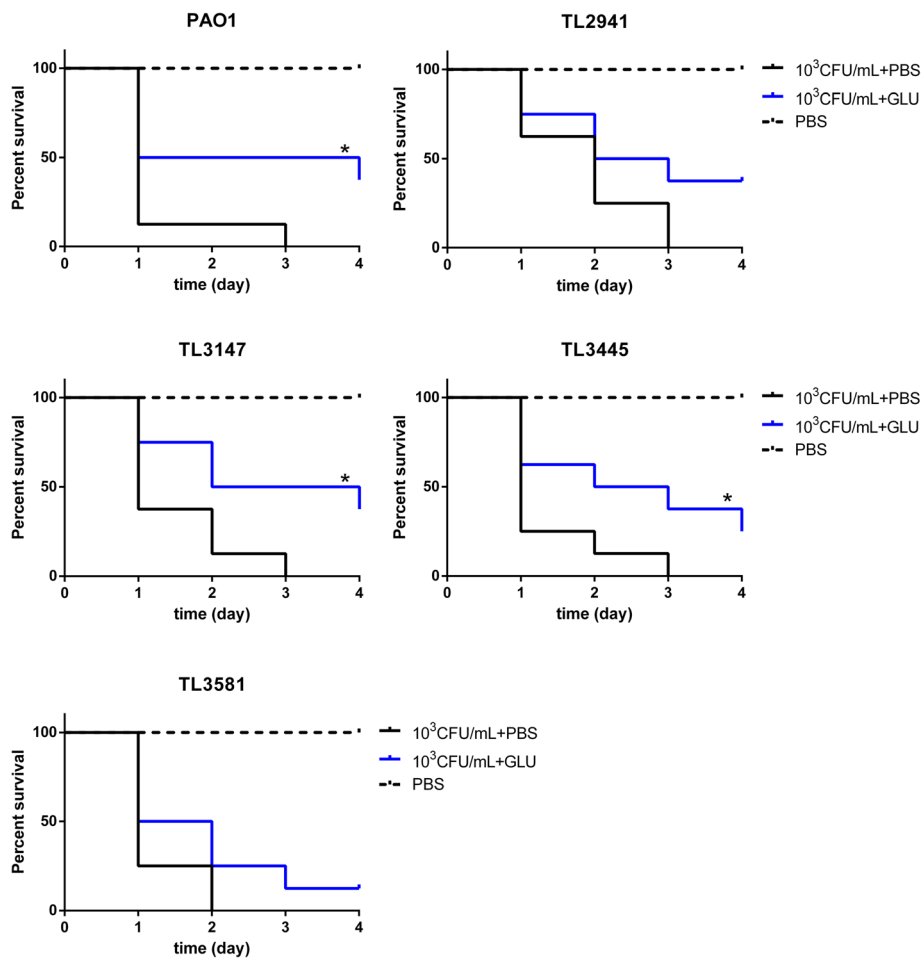 PAO1
Percent survival
100
50
0
0 1 2 3 4
time (day)
*
TL2941
Percent survival
100
50
0
0 1 2 3 4
time (day)
10³CFU/mL+PBS
10³CFU/mL+GLU
PBS
TL3147
Percent survival
100
50
0
0 1 2 3 4
time (day)
*
TL3445
Percent survival
100
50
0
0 1 2 3 4
time (day)
*
10³CFU/mL+PBS
10³CFU/mL+GLU
PBS
TL3581
Percent survival
100
50
0
0 1 2 3 4
time (day)
10³CFU/mL+PBS
10³CFU/mL+GLU
PBS